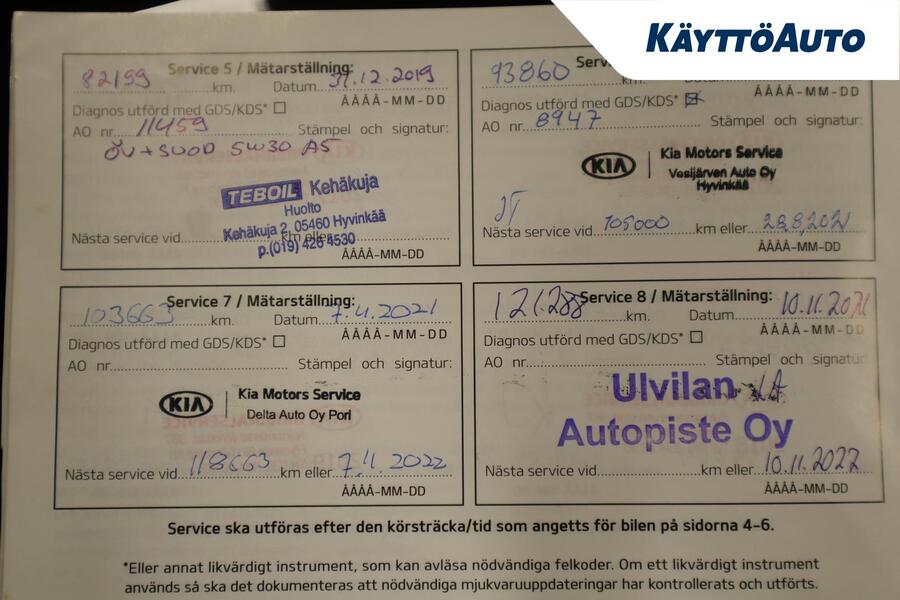 KÄYTTÖAUTO
Service 5 / Mätarställning:
82199 km. Datum 31.12.2019
ÅÅÅÅ-MM-DD
Diagnos utförd med GDS/KDS*
AO nr. 11459 Stämpel och signatur:
ÖV+SUOD 5W30 A5
TEBOIL Kehäkuja
Huolto
Kehäkuja 2, 05460 Hyvinkää
p.(019) 426 4530
Nästa service vid km eller
ÅÅÅÅ-MM-DD
93860 km.
ÅÅÅÅ-MM-DD
Diagnos utförd med GDS/KDS*
AO nr. 8947 Stämpel och signatur:
KIA Kia Motors Service
Vesijärven Auto Oy
Hyvinkää
Nästa service vid 105000 km eller 28.8.2021
ÅÅÅÅ-MM-DD
Service 7 / Mätarställning:
103663 km. Datum 7.4.2021
ÅÅÅÅ-MM-DD
Diagnos utförd med GDS/KDS*
AO nr. Stämpel och signatur:
KIA Kia Motors Service
Delta Auto Oy Pori
Nästa service vid 118663 km eller 7.4.2022
ÅÅÅÅ-MM-DD
Service 8 / Mätarställning:
121.288 km. Datum 10.11.2021
ÅÅÅÅ-MM-DD
Diagnos utförd med GDS/KDS*
AO nr. Stämpel och signatur:
Ulvilan
Autopiste Oy
Nästa service vid km eller 10.11.2022
ÅÅÅÅ-MM-DD
Service ska utföras efter den körsträcka/tid som angetts för bilen på sidorna 4-6.
*Eller annat likvärdigt instrument, som kan avläsa nödvändiga felkoder. Om ett likvärdigt instrument
används så ska det dokumenteras att nödvändiga mjukvaruuppdateringar har kontrollerats och utförts.